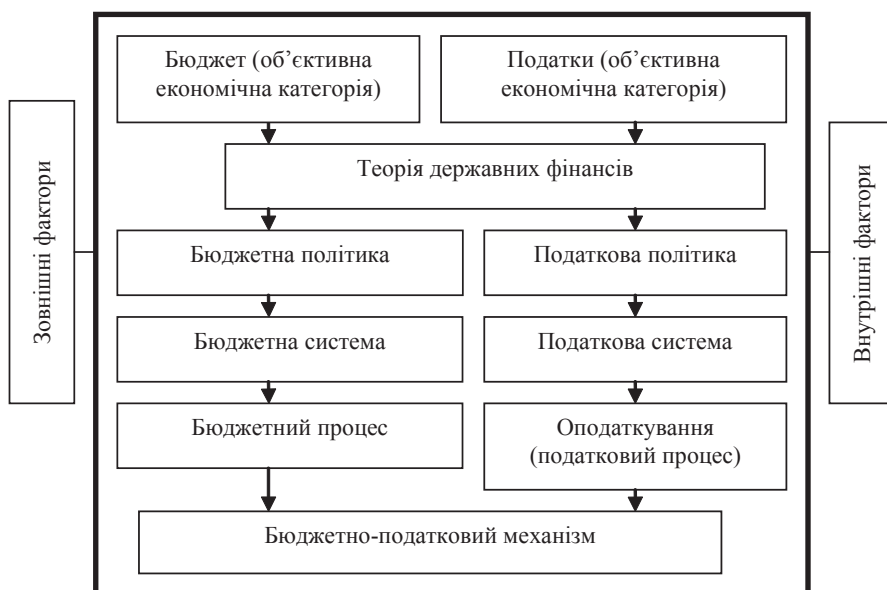 Бюджет (об’єктивна
економічна категорія)
Податки (об’єктивна
економічна категорія)
Теорія державних фінансів
Зовнішні фактори
Внутрішні фактори
Бюджетна політика
Податкова політика
Бюджетна система
Податкова система
Бюджетний процес
Оподаткування
(податковий процес)
Бюджетно-податковий механізм